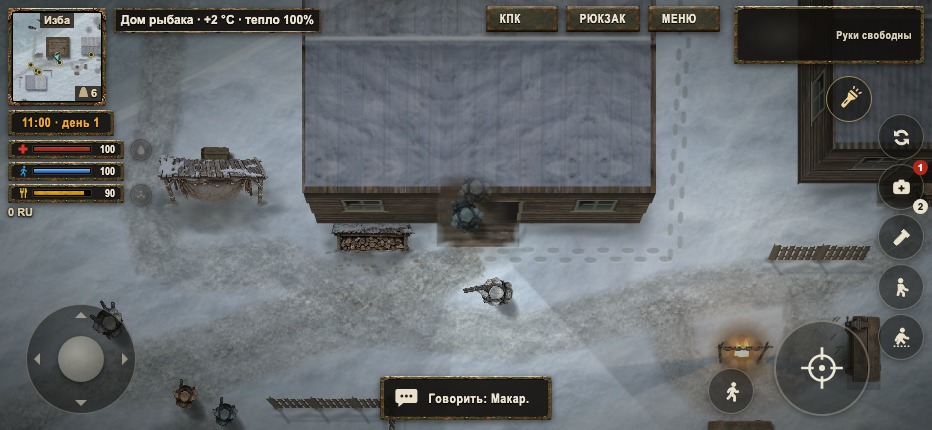 Изба
6
Дом рыбака · +2 °C · тепло 100%
КПК
РЮКЗАК
МЕНЮ
Руки свободны
11:00 · день 1
100
100
90
0 RU
1
2
Говорить: Макар.